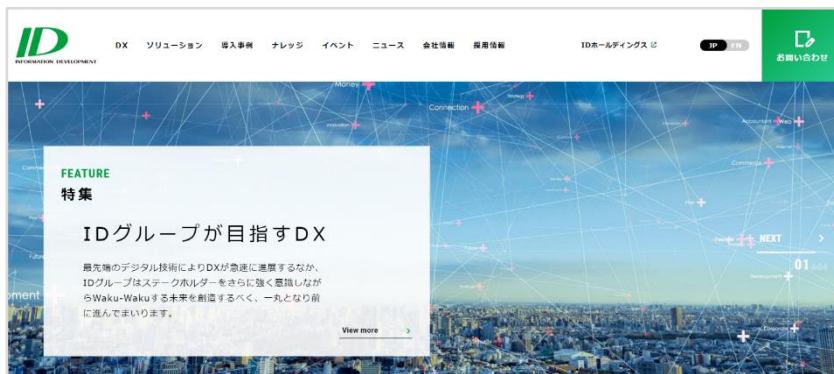 ID
INFORMATION DEVELOPMENT
DX ソリューション 導入事例 ナレッジ イベント ニュース 会社情報 採用情報
IDホールディングス
JP EN
お問い合わせ
Money
Connection
FEATURE
特集
IDグループが目指すDX
最先端のデジタル技術によりDXが急速に進展するなか、
IDグループはステークホルダーをさらに強く意識しなが
らWaku-Wakuする未来を創造するべく、一丸となり前
に進んでまいります。
View more
NEXT
01